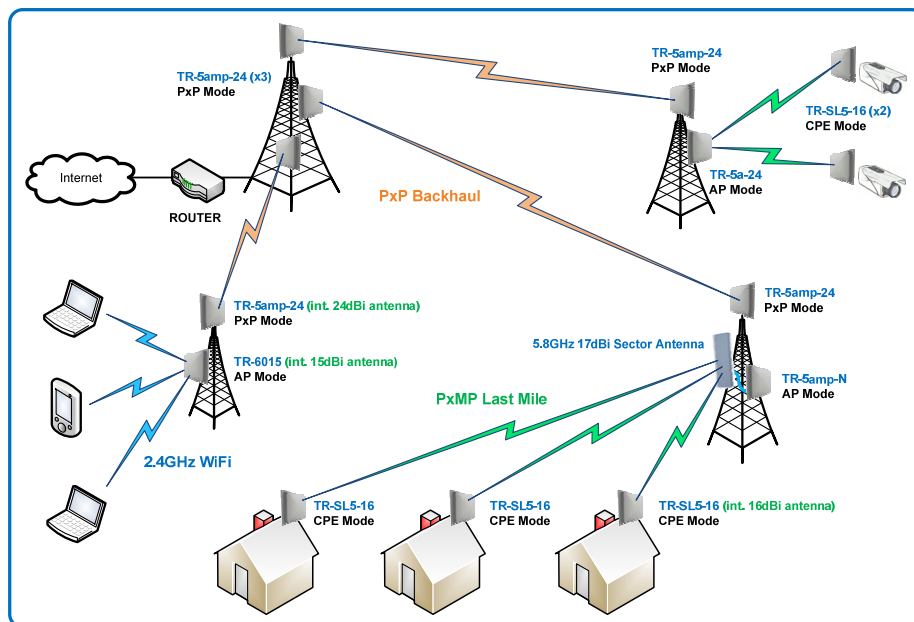 TR-5amp-24 (x3)
PxP Mode
TR-5amp-24
PxP Mode
TR-SL5-16 (x2)
CPE Mode
Internet
ROUTER
TR-5a-24
AP Mode
PxP Backhaul
TR-5amp-24 (int. 24dBi antenna)
PxP Mode
TR-5amp-24
PxP Mode
TR-6015 (int. 15dBi antenna)
AP Mode
5.8GHz 17dBi Sector Antenna
TR-5amp-N
AP Mode
PxMP Last Mile
2.4GHz WiFi
TR-SL5-16
CPE Mode
TR-SL5-16
CPE Mode
TR-SL5-16 (int. 16dBi antenna)
CPE Mode